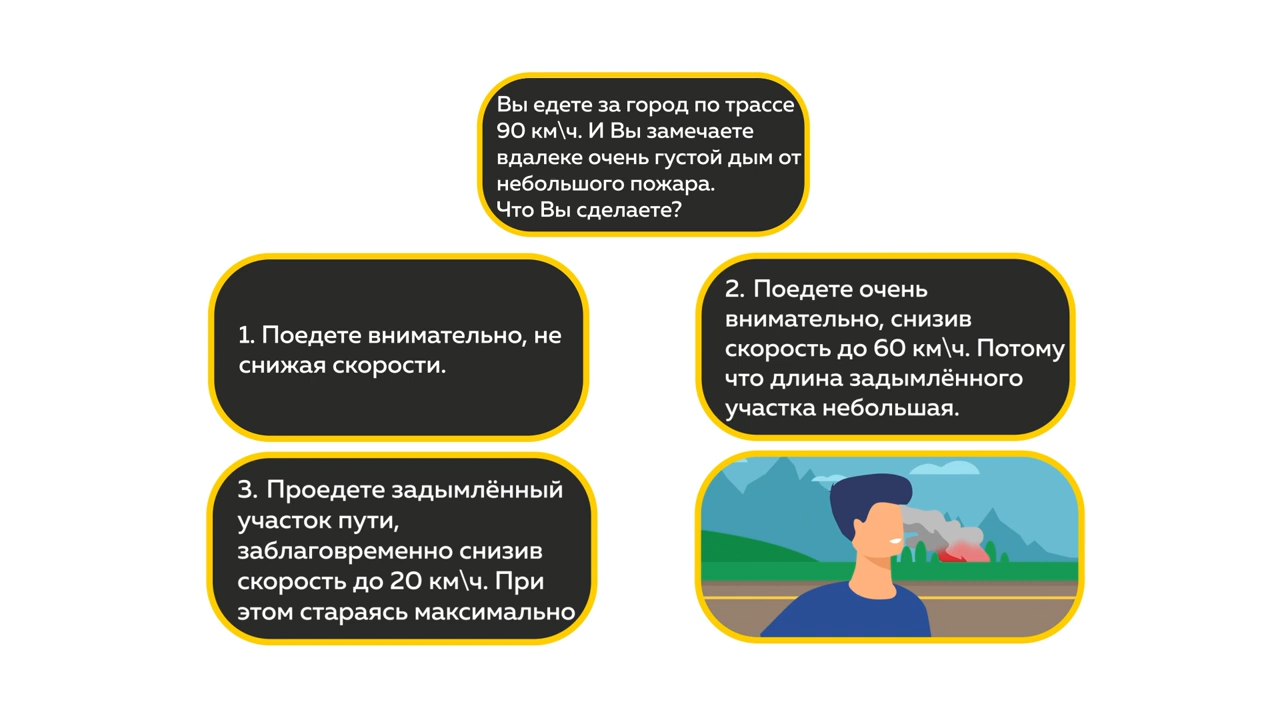 Вы едете за город по трассе
90 км\ч. И Вы замечаете
вдалеке очень густой дым от
небольшого пожара.
Что Вы сделаете?
1. Поедете внимательно, не
снижая скорости.
2. Поедете очень
внимательно, снизив
скорость до 60 км\ч. Потому
что длина задымлённого
участка небольшая.
3. Проедете задымлённый
участок пути,
заблаговременно снизив
скорость до 20 км\ч. При
этом стараясь максимально